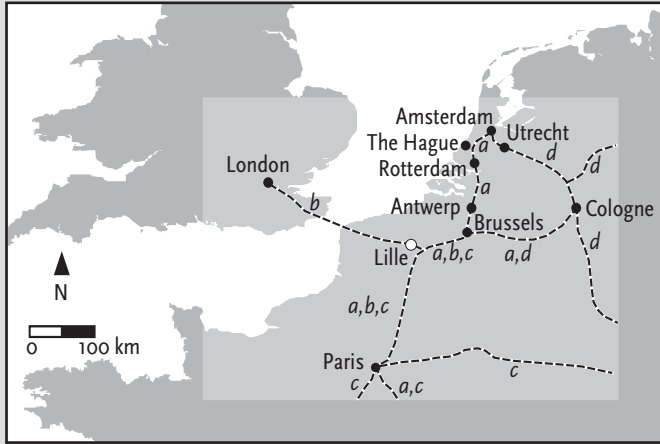 Amsterdam
The Hague
a
Utrecht
d
d
Rotterdam
London
a
b
Antwerp
Cologne
Brussels
Lille
a,b,c
a,d
d
N
a,b,c
0 100 km
Paris
c
c
a,c